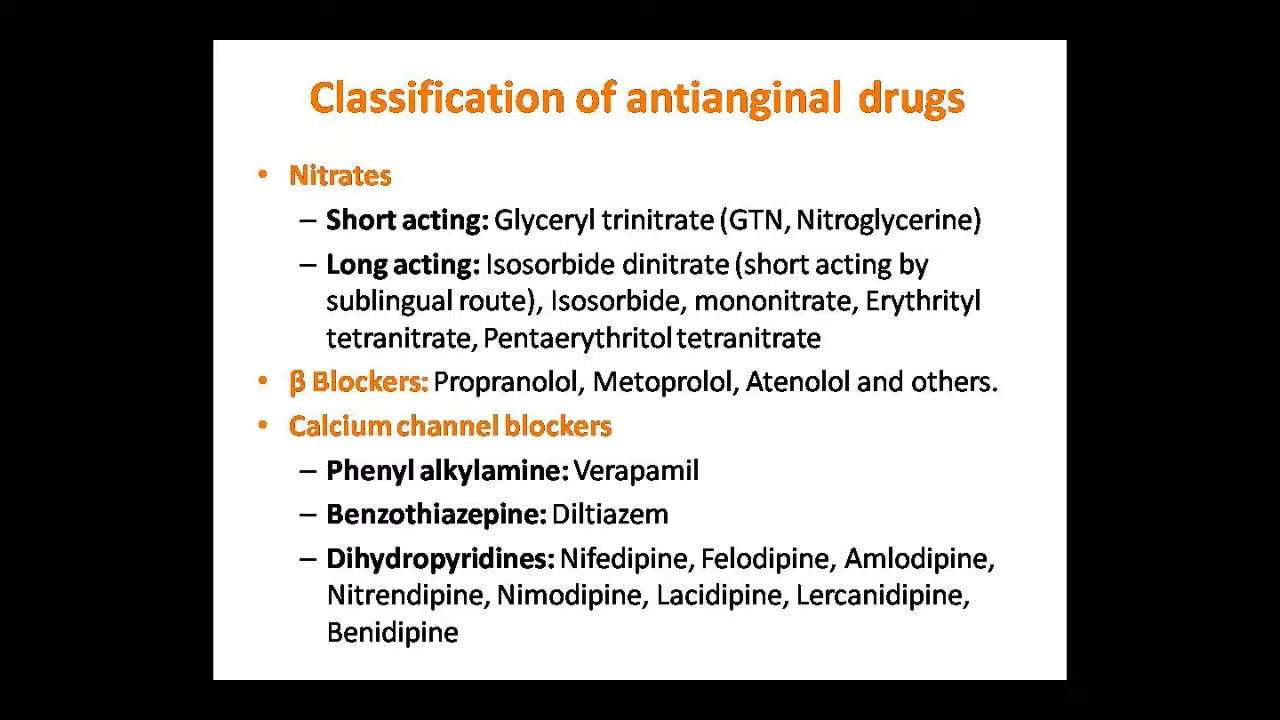 Classification of antianginal drugs
• Nitrates
– Short acting: Glyceryl trinitrate (GTN, Nitroglycerine)
– Long acting: Isosorbide dinitrate (short acting by
sublingual route), Isosorbide, mononitrate, Erythrityl
tetranitrate, Pentaerythritol tetranitrate
• β Blockers: Propranolol, Metoprolol, Atenolol and others.
• Calcium channel blockers
– Phenyl alkylamine: Verapamil
– Benzothiazepine: Diltiazem
– Dihydropyridines: Nifedipine, Felodipine, Amlodipine,
Nitrendipine, Nimodipine, Lacidipine, Lercanidipine,
Benidipine